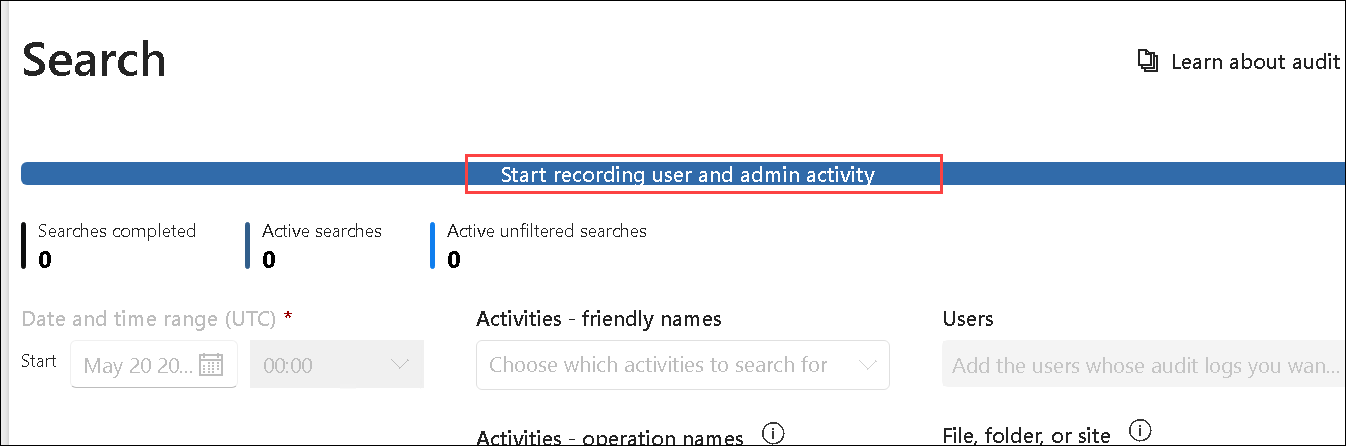 Search
Learn about audit
Start recording user and admin activity
Searches completed
0
Active searches
0
Active unfiltered searches
0
Date and time range (UTC) *
Start
May 20 20...
00:00
Activities - friendly names
Choose which activities to search for
Users
Add the users whose audit logs you wan...
Activities - operation names
File, folder, or site